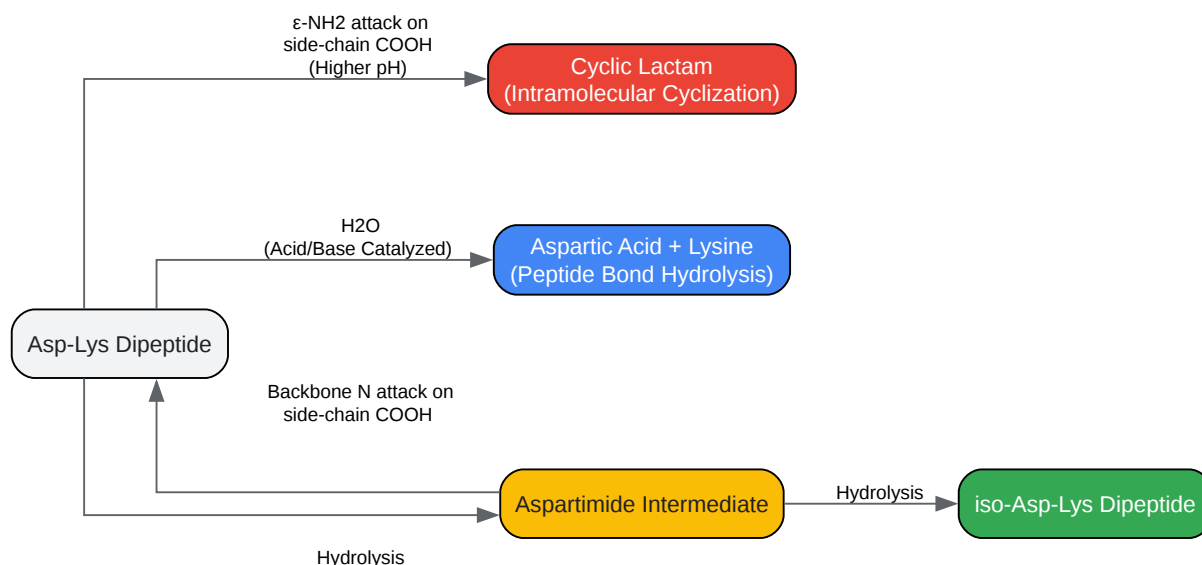 ε-NH2 attack on
side-chain COOH
(Higher pH)
Cyclic Lactam
(Intramolecular Cyclization)
H2O
(Acid/Base Catalyzed)
Aspartic Acid + Lysine
(Peptide Bond Hydrolysis)
Asp-Lys Dipeptide
Backbone N attack on
side-chain COOH
Aspartimide Intermediate
Hydrolysis
iso-Asp-Lys Dipeptide
Hydrolysis